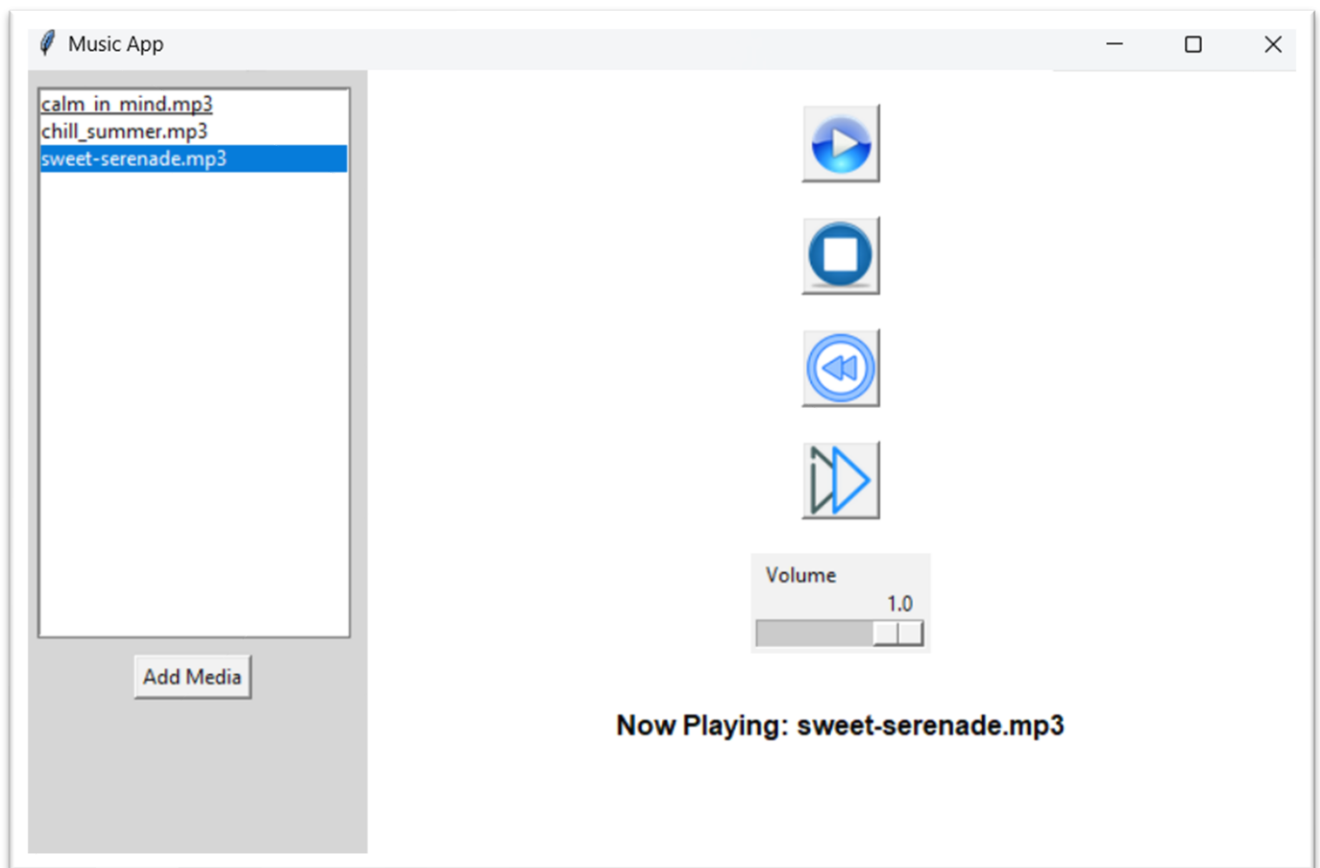 Music App
calm_in_mind.mp3
chill_summer.mp3
sweet-serenade.mp3
Add Media
Volume
1.0
Now Playing: sweet-serenade.mp3